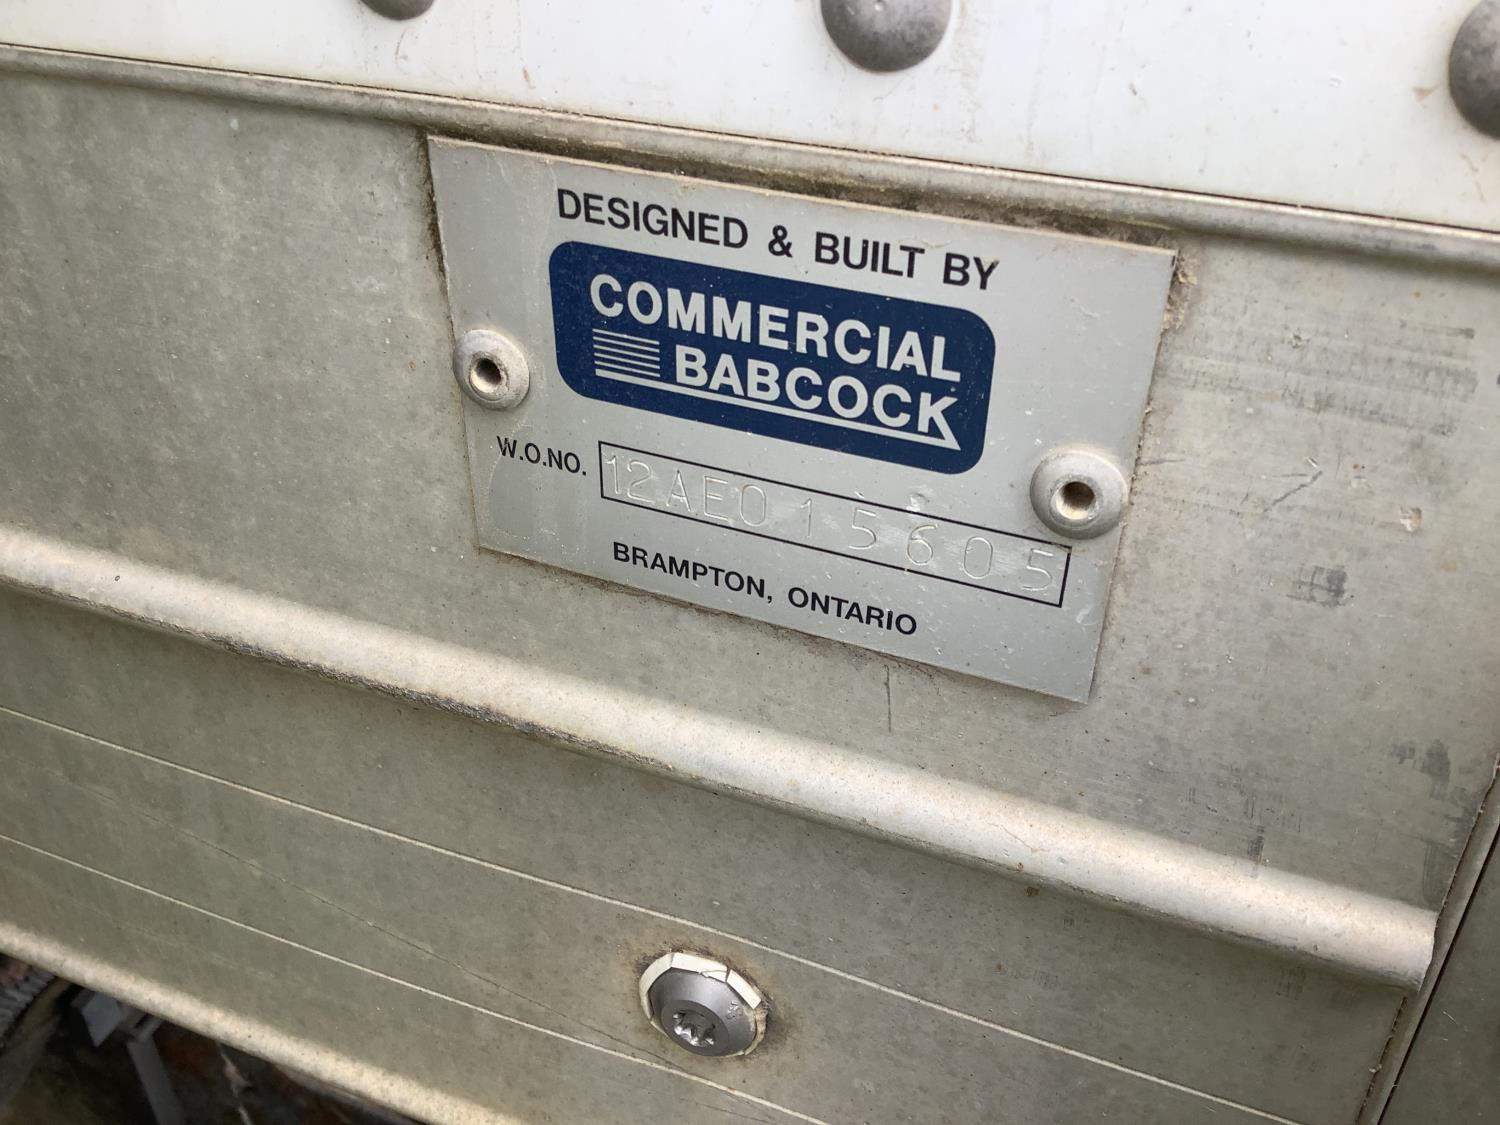 DESIGNED & BUILT BY
COMMERCIAL
BABCOCK
W.O.NO. 12AE015605
BRAMPTON, ONTARIO